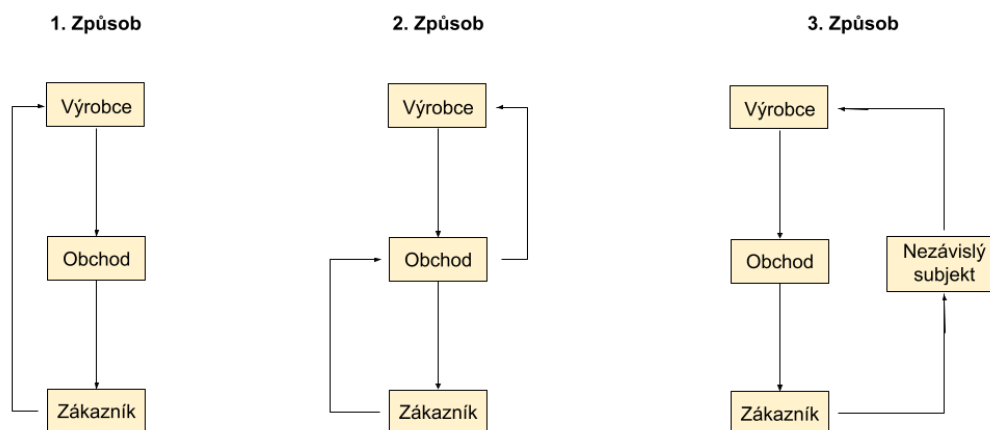 1. Způsob
2. Způsob
3. Způsob
Výrobce
Výrobce
Výrobce
Obchod
Obchod
Obchod
Nezávislý
subjekt
Zákazník
Zákazník
Zákazník